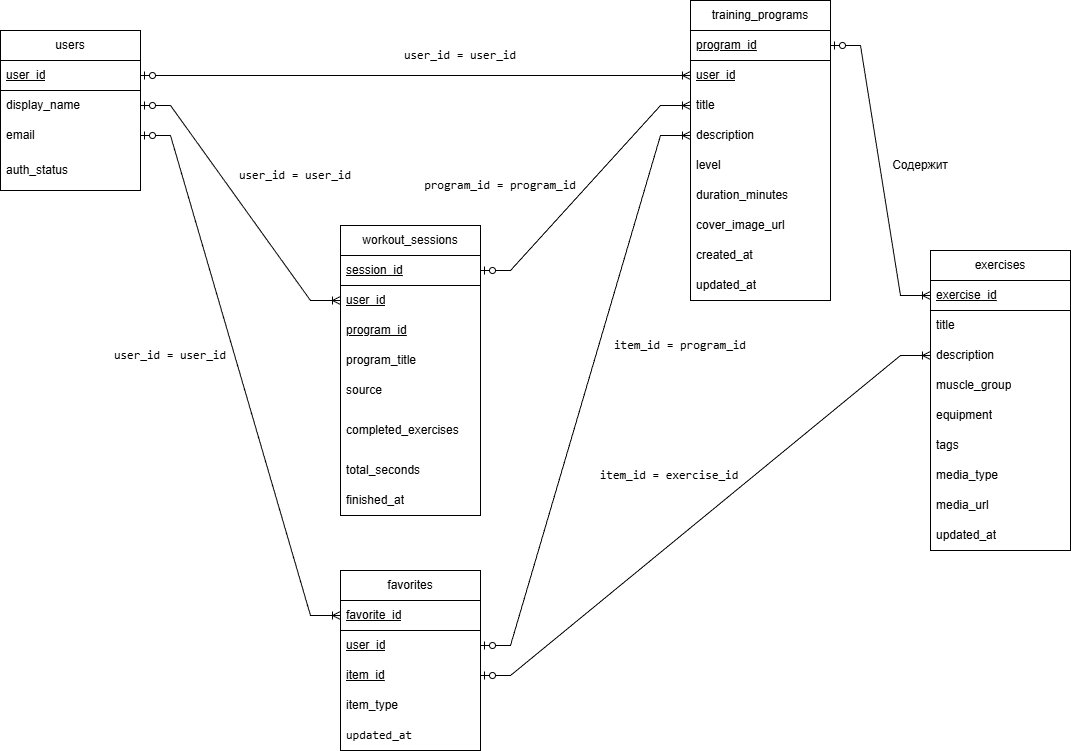 users
user_id
display_name
email
auth_status
user_id = user_id
training_programs
program_id
user_id
title
description
level
duration_minutes
cover_image_url
created_at
updated_at
user_id = user_id
program_id = program_id
Содержит
workout_sessions
session_id
user_id
program_id
program_title
source
completed_exercises
total_seconds
finished_at
exercises
exercise_id
title
description
muscle_group
equipment
tags
media_type
media_url
updated_at
user_id = user_id
item_id = program_id
item_id = exercise_id
favorites
favorite_id
user_id
item_id
item_type
updated_at